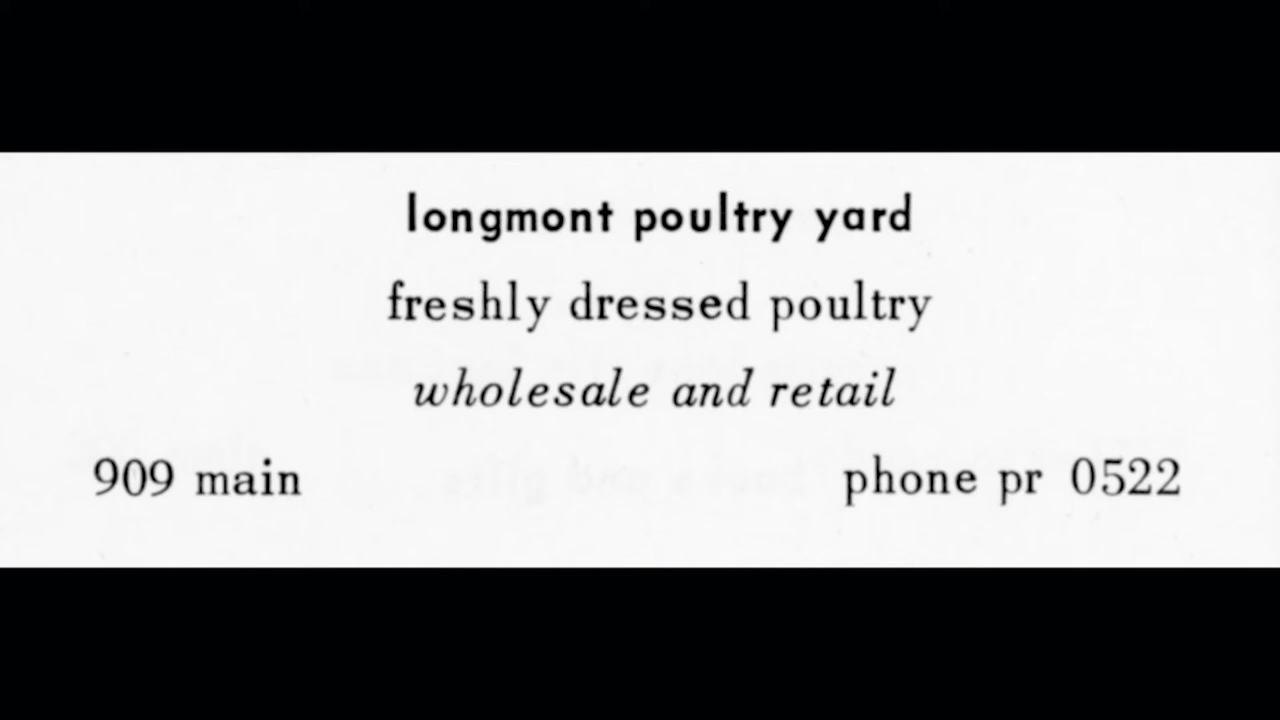 longmont poultry yard
freshly dressed poultry
wholesale and retail
909 main phone pr 0522